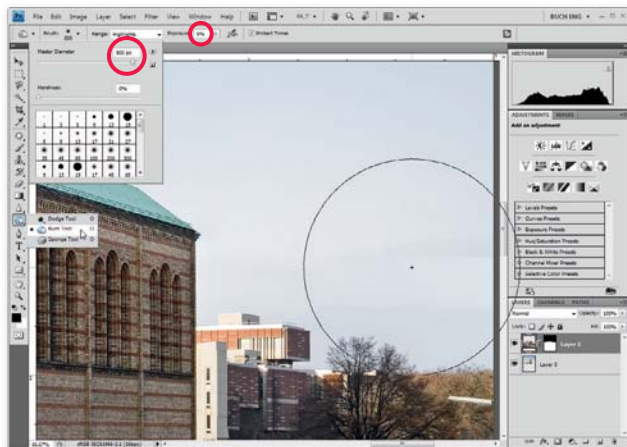 File Edit Image Layer Select Filter View Window Help
BUCH ENG
Brush: Range: Highlights Exposure: Protect Tones
Master Diameter
Hardness: 0%
Dodge Tool O
Burn Tool O
Sponge Tool O
HISTOGRAM
ADJUSTMENTS MASKS
Add an adjustment
Levels Presets
Curves Presets
Exposure Presets
Hue/Saturation Presets
Black & White Presets
Channel Mixer Presets
Selective Color Presets
LAYERS CHANNELS PATHS
Normal Opacity: 100%
Lock: Fill: 100%
Layer 1
Layer 0